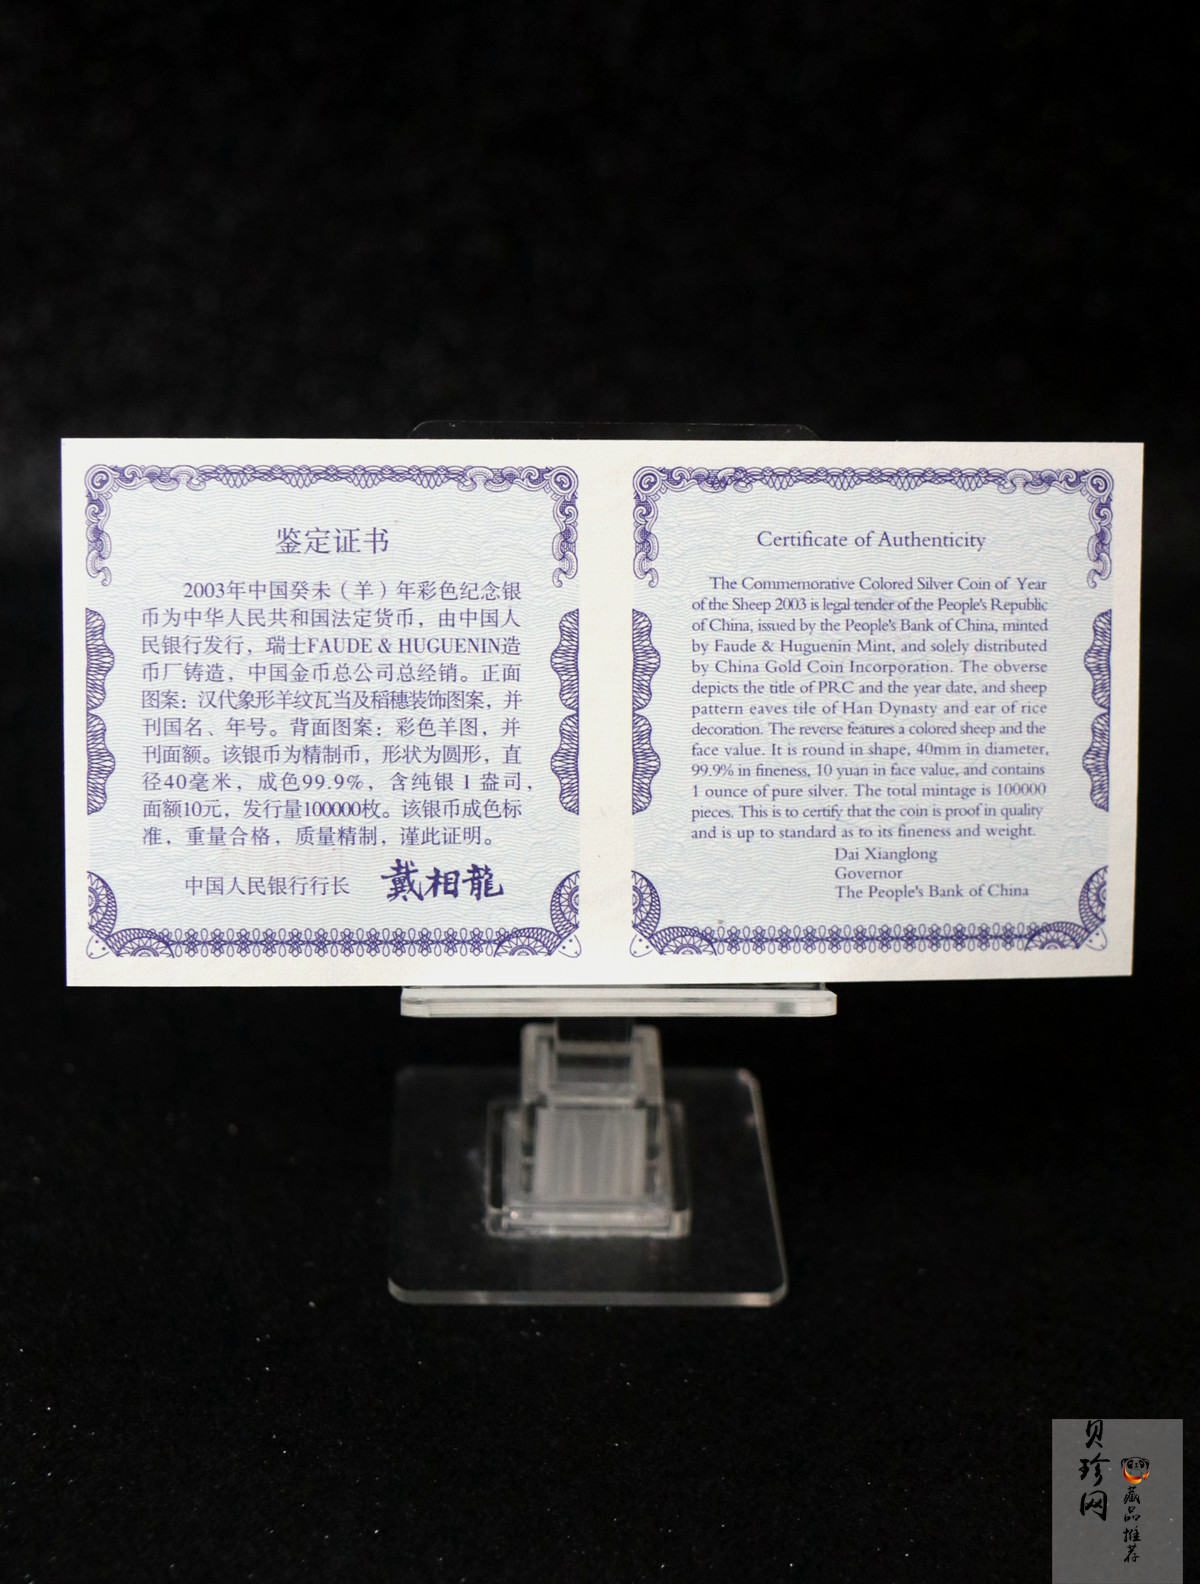 鉴定证书
2003年中国癸未（羊）年彩色纪念银
币为中华人民共和国法定货币，由中国人
民银行发行，瑞士FAUDE & HUGUENIN造
币厂铸造，中国金币总公司总经销。正面
图案：汉代象形羊纹瓦当及稻穗装饰图案，并
刊国名、年号。背面图案：彩色羊图，并
刊面额。该银币为精制币，形状为圆形，直
径40毫米，成色99.9%，含纯银1盎司，
面额10元，发行量100000枚。该银币成色标
准，重量合格，质量精制，谨此证明。
中国人民银行行长 戴相龍
Certificate of Authenticity
The Commemorative Colored Silver Coin of Year
of the Sheep 2003 is legal tender of the People's Republic
of China, issued by the People's Bank of China, minted
by Faude & Huguenin Mint, and solely distributed
by China Gold Coin Incorporation. The obverse
depicts the title of PRC and the year date, and sheep
pattern eaves tile of Han Dynasty and ear of rice
decoration. The reverse features a colored sheep and the
face value. It is round in shape, 40mm in diameter,
99.9% in fineness, 10 yuan in face value, and contains
1 ounce of pure silver. The total mintage is 100000
pieces. This is to certify that the coin is proof in quality
and is up to standard as to its fineness and weight.
Dai Xianglong
Governor
The People's Bank of China
贝珍网
藏品推荐